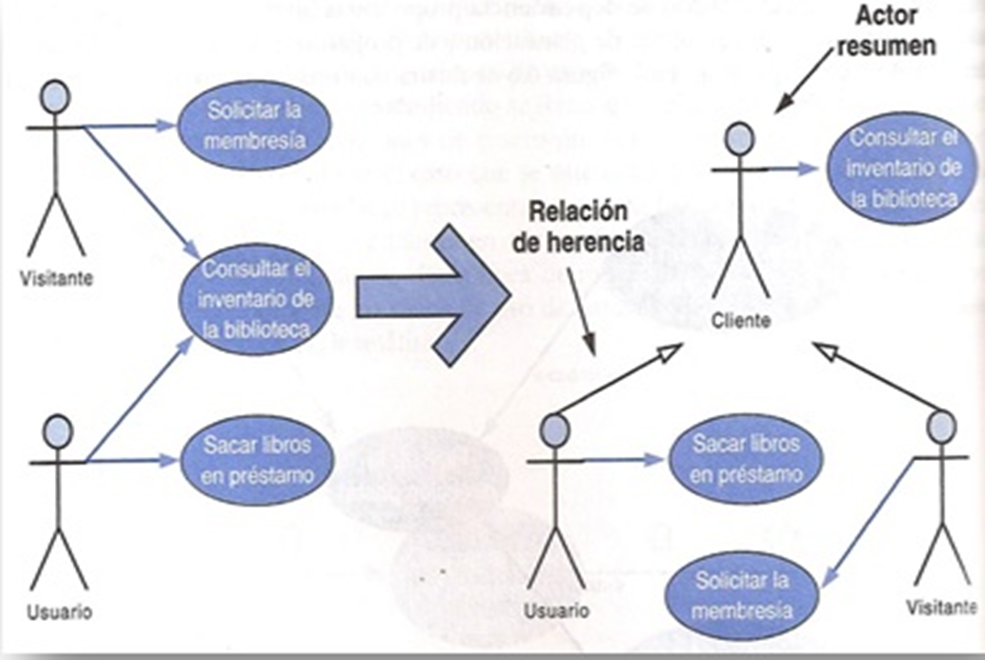 Actor
resumen
Solicitar la
membresía
Consultar el
inventario de
la biblioteca
Visitante
Relación
de herencia
Consultar el
inventario de
la biblioteca
Cliente
Sacar libros
en préstamo
Usuario
Sacar libros
en préstamo
Usuario
Solicitar la
membresía
Visitante